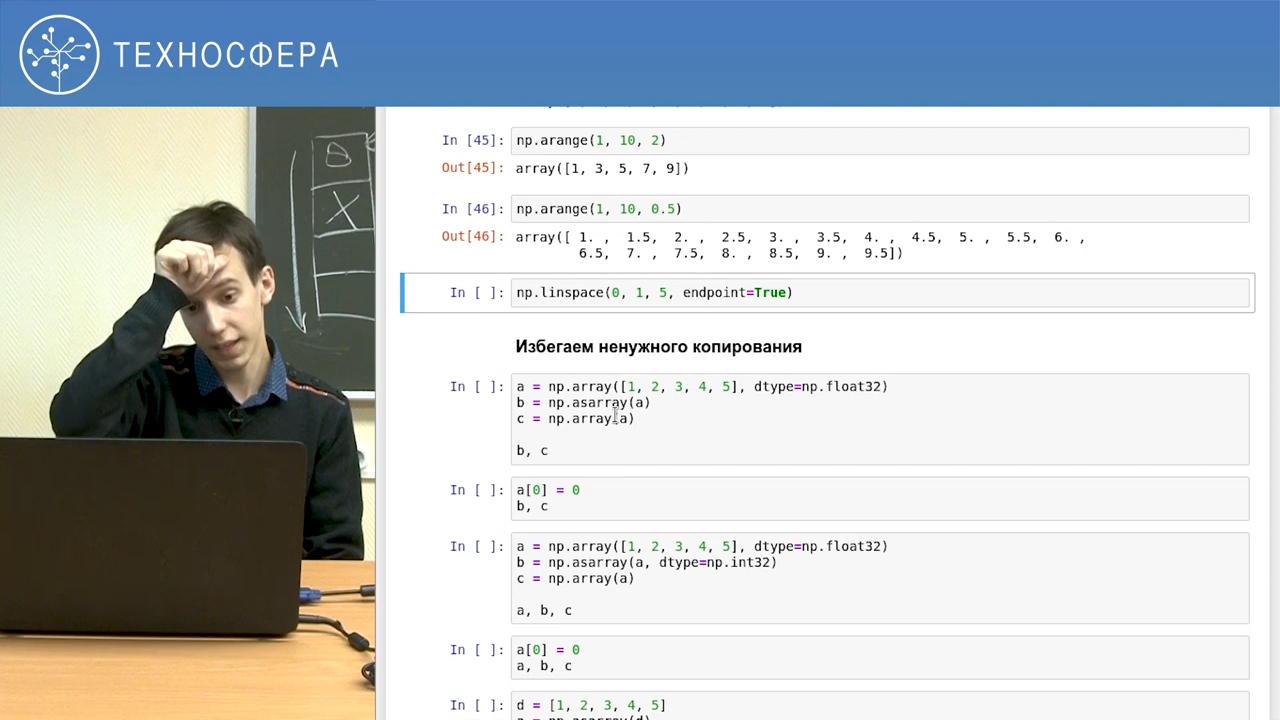 ТЕХНОСФЕРА
In [45]: np.arange(1, 10, 2)
Out[45]: array([1, 3, 5, 7, 9])
In [46]: np.arange(1, 10, 0.5)
Out[46]: array([ 1. , 1.5, 2. , 2.5, 3. , 3.5, 4. , 4.5, 5. , 5.5, 6. ,
6.5, 7. , 7.5, 8. , 8.5, 9. , 9.5])
In [ ]: np.linspace(0, 1, 5, endpoint=True)
Избегаем ненужного копирования
In [ ]: a = np.array([1, 2, 3, 4, 5], dtype=np.float32)
b = np.asarray(a)
c = np.array(a)
b, c
In [ ]: a[0] = 0
b, c
In [ ]: a = np.array([1, 2, 3, 4, 5], dtype=np.float32)
b = np.asarray(a, dtype=np.int32)
c = np.array(a)
a, b, c
In [ ]: a[0] = 0
a, b, c
In [ ]: d = [1, 2, 3, 4, 5]